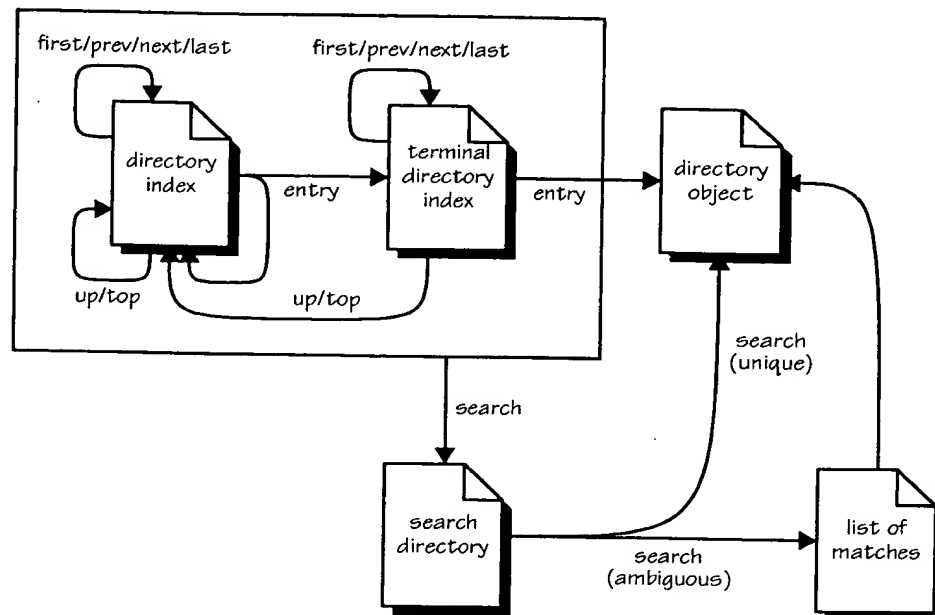 first/prev/next/last
first/prev/next/last
directory
index
entry
terminal
directory
index
entry
directory
object
up/top
up/top
search
(unique)
search
search
directory
search
(ambiguous)
list of
matches